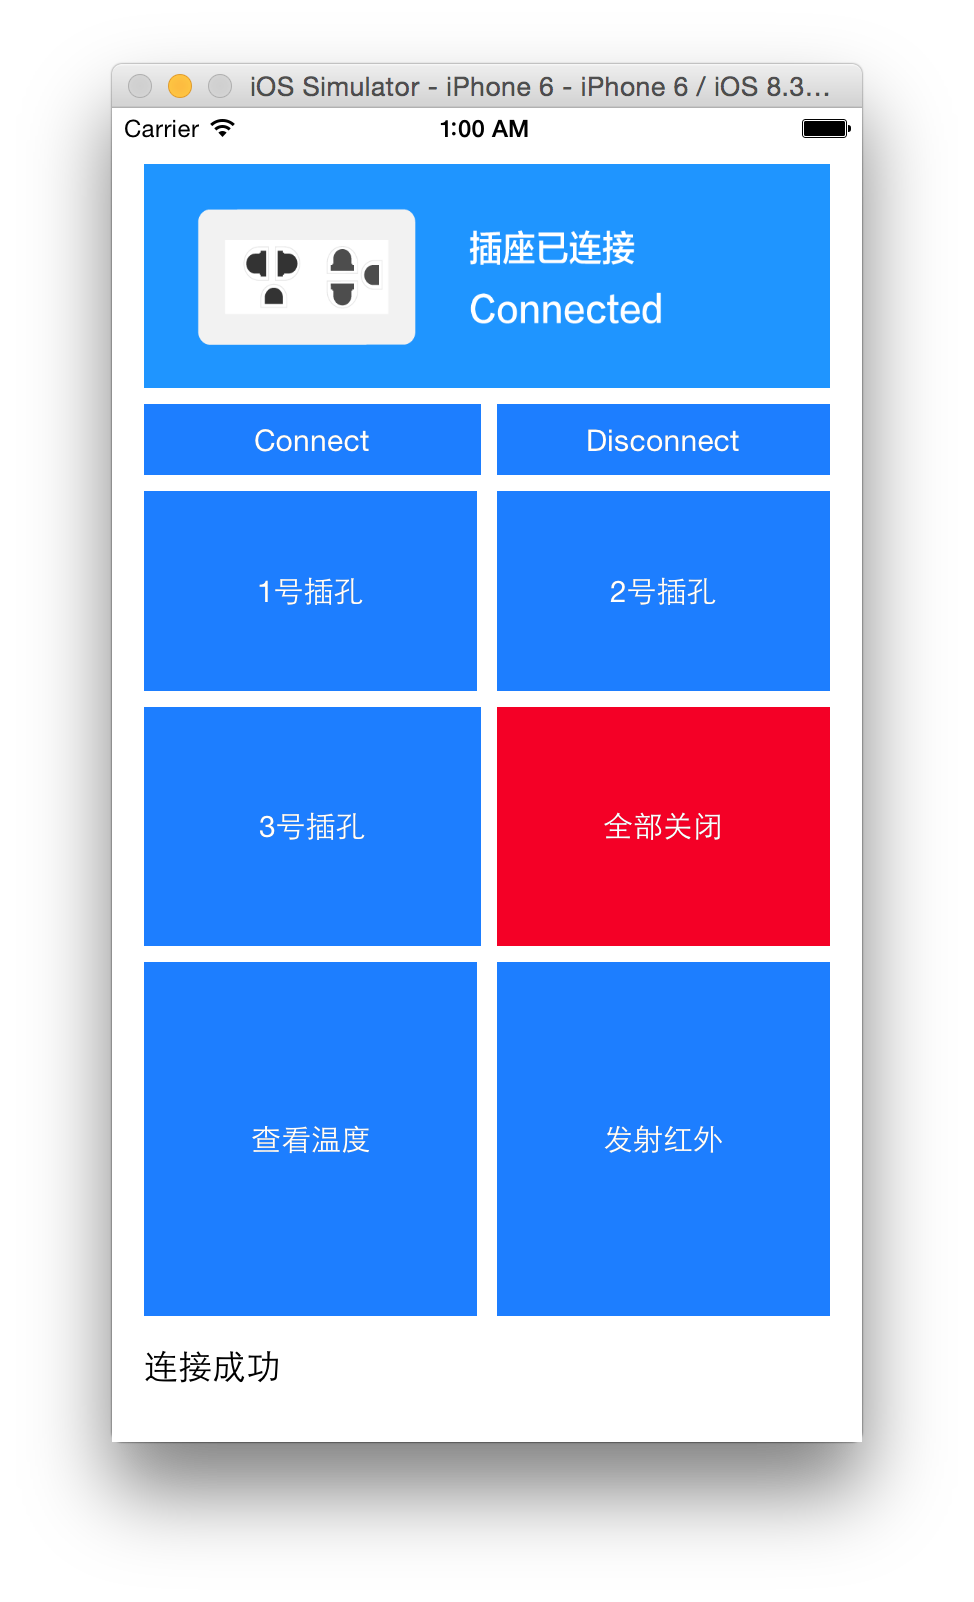 iOS Simulator - iPhone 6 - iPhone 6 / iOS 8.3...
Carrier
1:00 AM
插座已连接
Connected
Connect
Disconnect
1号插孔
2号插孔
3号插孔
全部关闭
查看温度
发射红外
连接成功